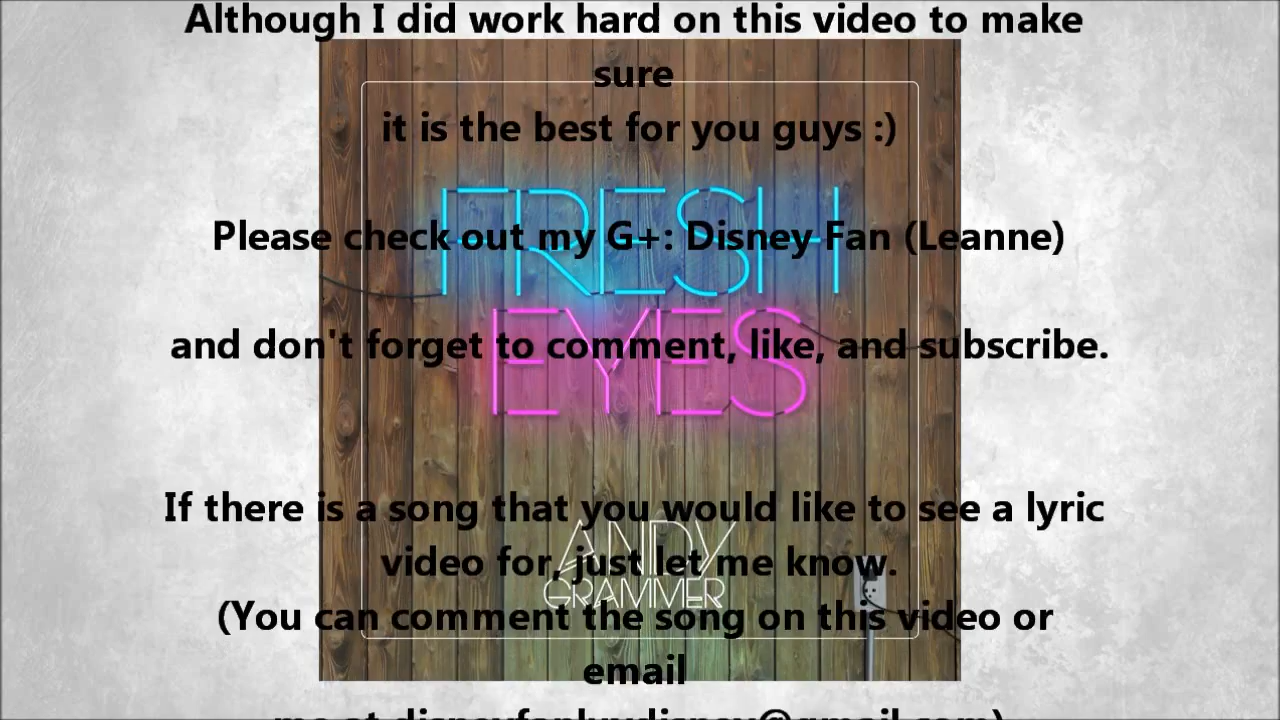 Although I did work hard on this video to make
sure
it is the best for you guys :)
FRESH
Please check out my G+: Disney Fan (Leanne)
EYES
and don't forget to comment, like, and subscribe.
If there is a song that you would like to see a lyric
ANDY
video for, just let me know.
GRAMMER
(You can comment the song on this video or
email
me at